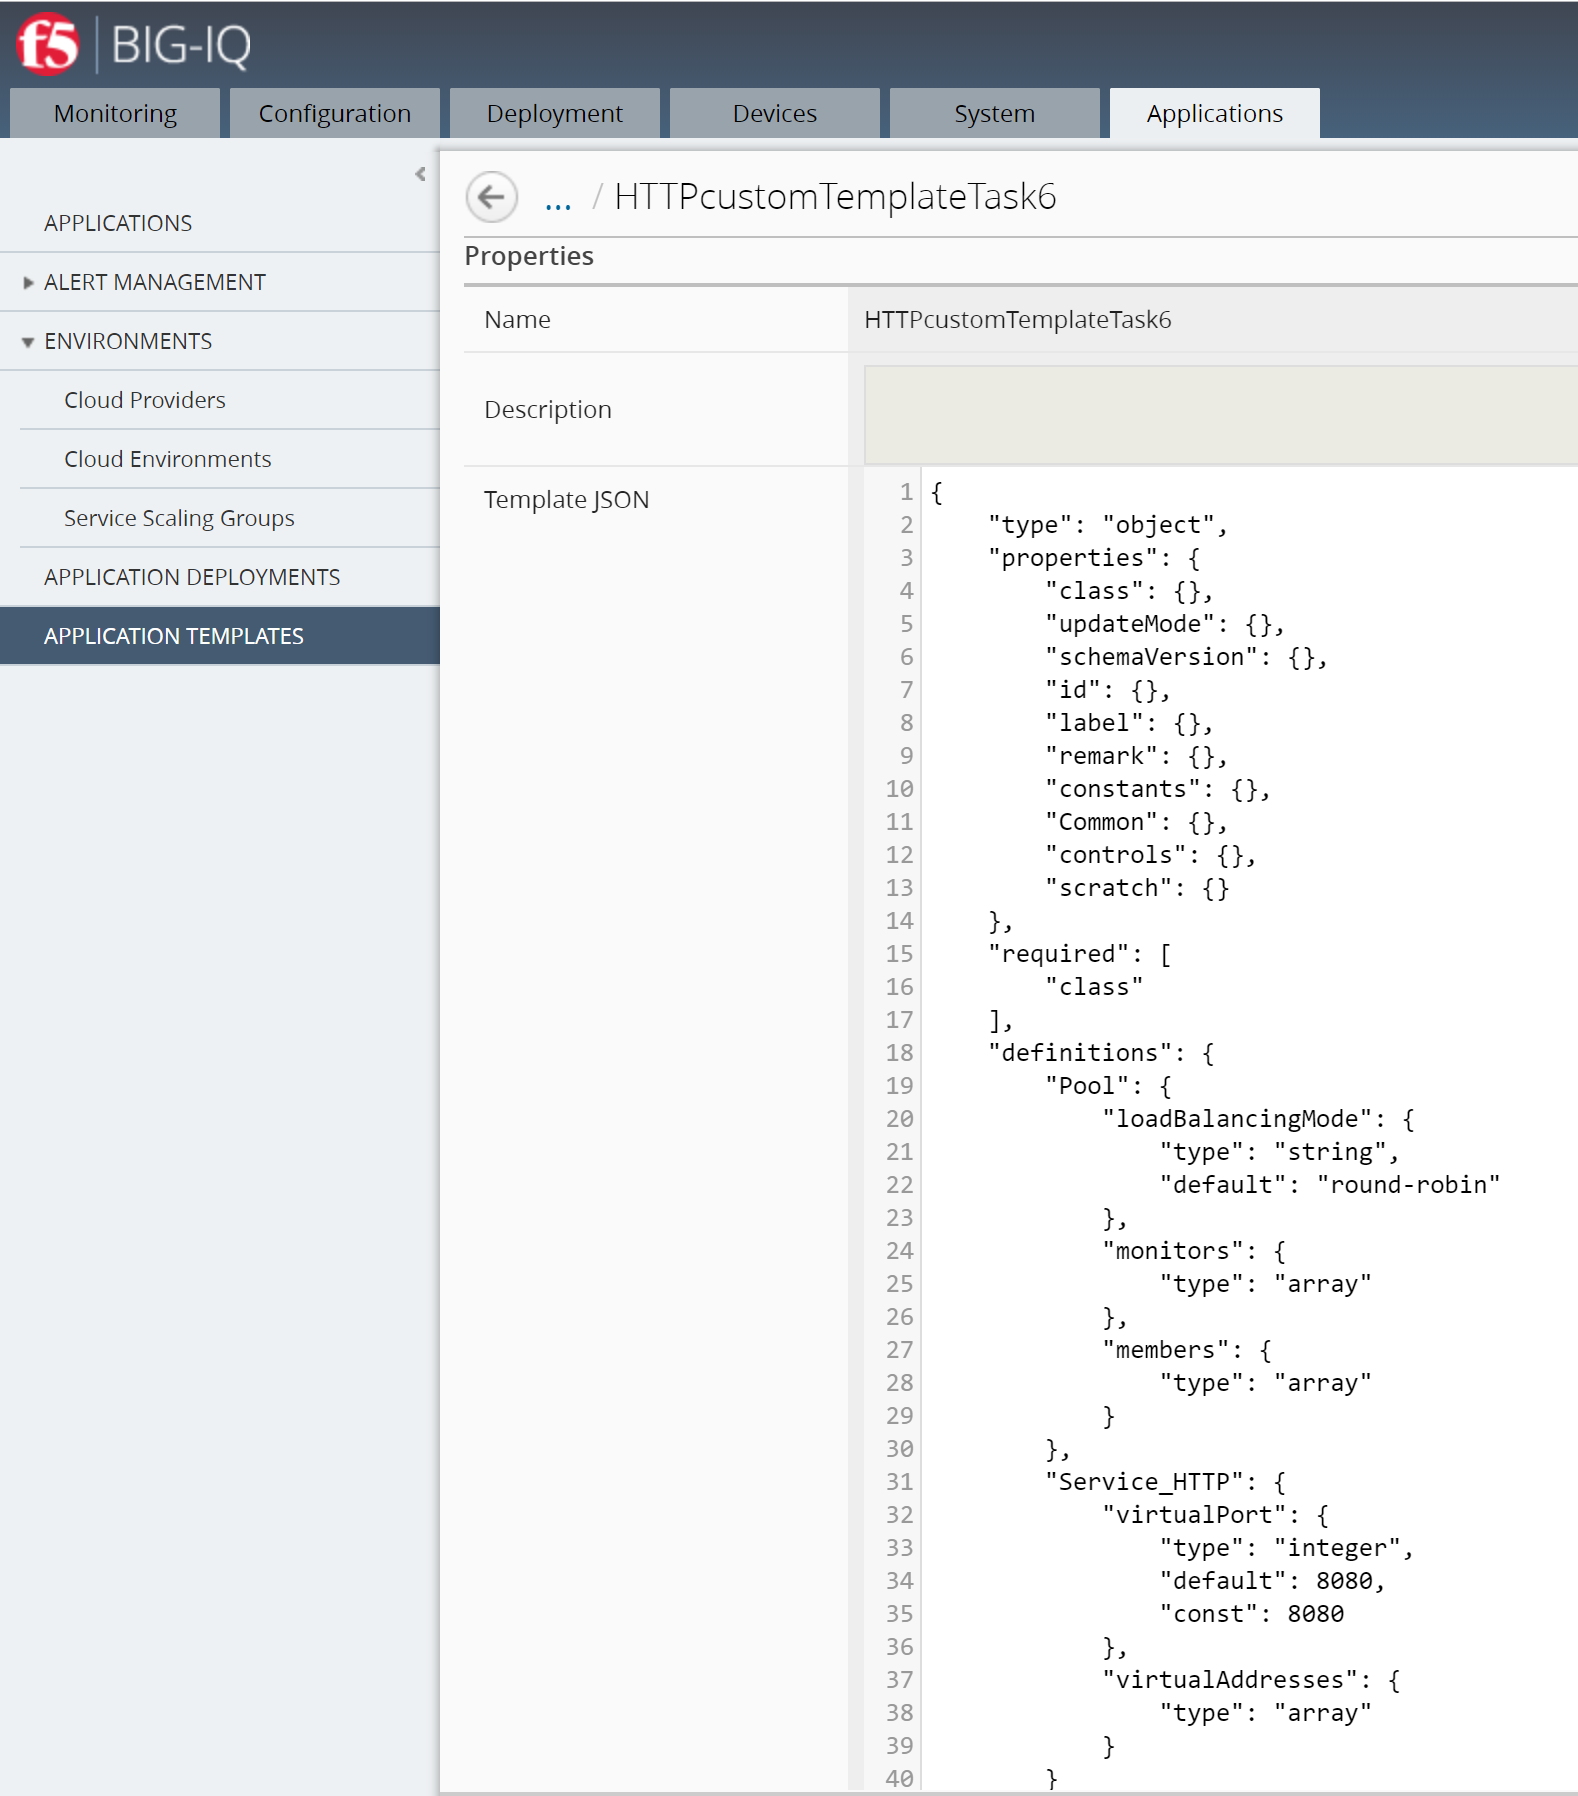 f5 BIG-IQ
Monitoring Configuration Deployment Devices System Applications
... / HTTPcustomTemplateTask6
APPLICATIONS
ALERT MANAGEMENT
ENVIRONMENTS
Cloud Providers
Cloud Environments
Service Scaling Groups
APPLICATION DEPLOYMENTS
APPLICATION TEMPLATES
Properties
Name HTTPcustomTemplateTask6
Description
Template JSON
1 {
2 "type": "object",
3 "properties": {
4 "class": {},
5 "updateMode": {},
6 "schemaVersion": {},
7 "id": {},
8 "label": {},
9 "remark": {},
10 "constants": {},
11 "Common": {},
12 "controls": {},
13 "scratch": {}
14 },
15 "required": [
16 "class"
17 ],
18 "definitions": {
19 "Pool": {
20 "loadBalancingMode": {
21 "type": "string",
22 "default": "round-robin"
23 },
24 "monitors": {
25 "type": "array"
26 },
27 "members": {
28 "type": "array"
29 }
30 },
31 "Service_HTTP": {
32 "virtualPort": {
33 "type": "integer",
34 "default": 8080,
35 "const": 8080
36 },
37 "virtualAddresses": {
38 "type": "array"
39 }
40 }